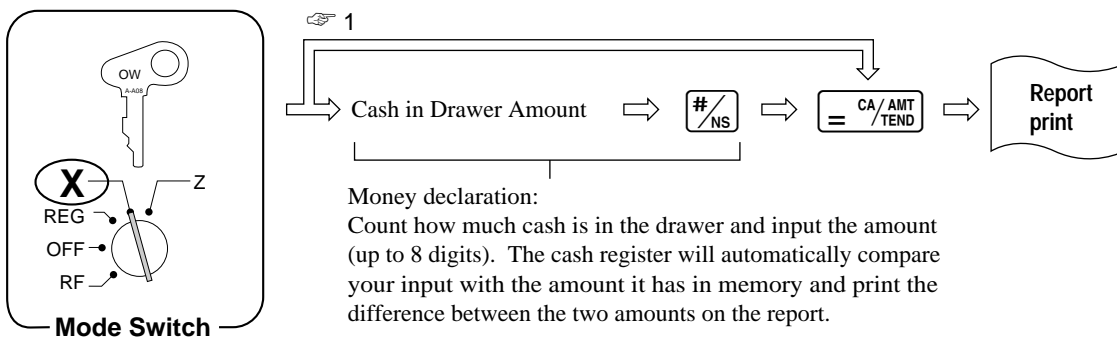 ☞ 1
OW
A-A08
X
Z
REG
OFF
RF
Mode Switch
Cash in Drawer Amount
#/NS
= CA/AMT
TEND
Report
print
Money declaration:
Count how much cash is in the drawer and input the amount
(up to 8 digits). The cash register will automatically compare
your input with the amount it has in memory and print the
difference between the two amounts on the report.